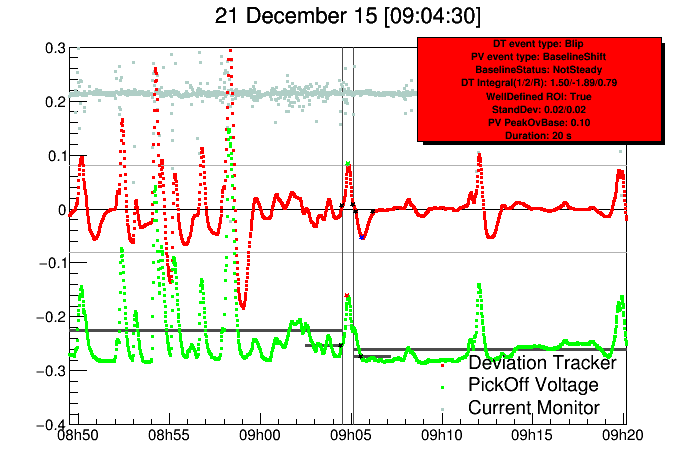 21 December 15 [09:04:30]
DT event type: Blip
PV event type: BaselineShift
BaselineStatus: NotSteady
DT Integral(1/2/R): 1.50/-1.89/0.79
WellDefined ROI: True
StandDev: 0.02/0.02
PV PeakOvBase: 0.10
Duration: 20 s
0.3
0.2
0.1
0
−0.1
−0.2
−0.3
−0.4
Deviation Tracker
PickOff Voltage
Current Monitor
08h50 08h55 09h00 09h05 09h10 09h15 09h20